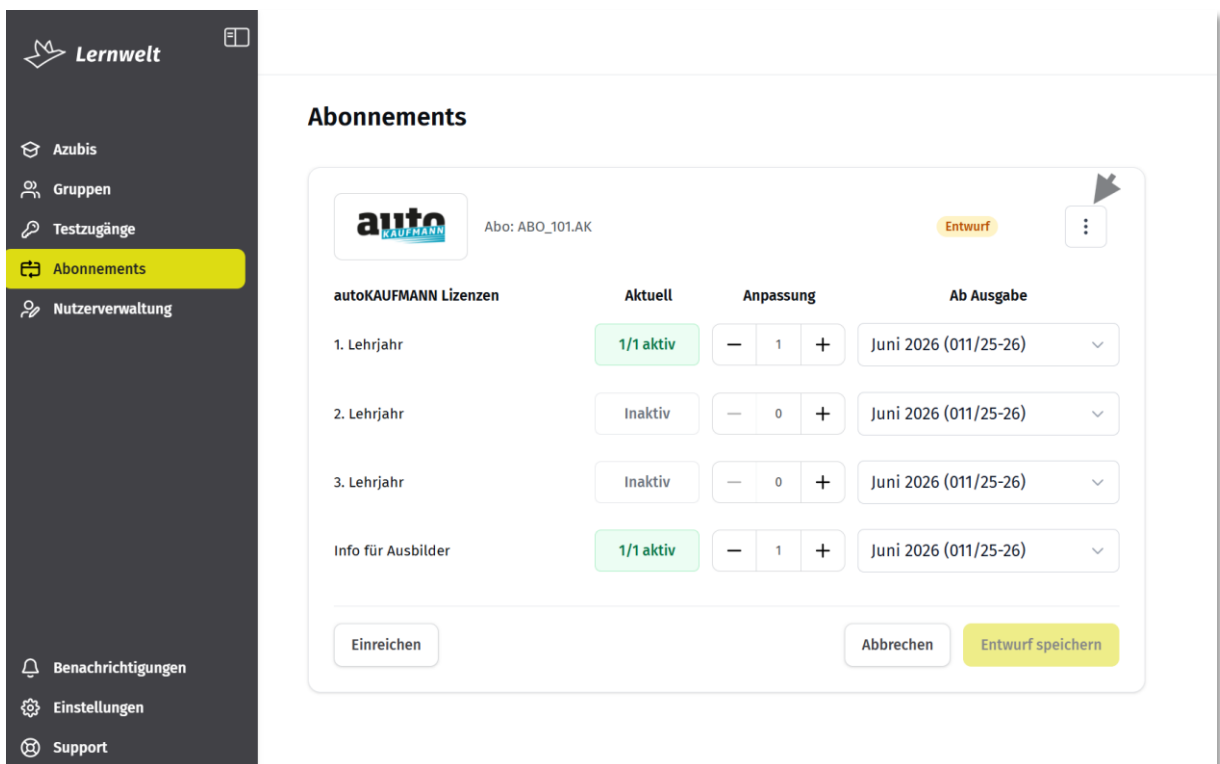 Lernwelt
Azubis
Gruppen
Testzugänge
Abonnements
Nutzerverwaltung
Benachrichtigungen
Einstellungen
Support
Abonnements
auto
KAUFMANN
Abo: ABO_101.AK
Entwurf
autoKAUFMANN Lizenzen Aktuell Anpassung Ab Ausgabe
1. Lehrjahr 1/1 aktiv — 1 + Juni 2026 (011/25-26)
2. Lehrjahr Inaktiv — 0 + Juni 2026 (011/25-26)
3. Lehrjahr Inaktiv — 0 + Juni 2026 (011/25-26)
Info für Ausbilder 1/1 aktiv — 1 + Juni 2026 (011/25-26)
Einreichen Abbrechen Entwurf speichern